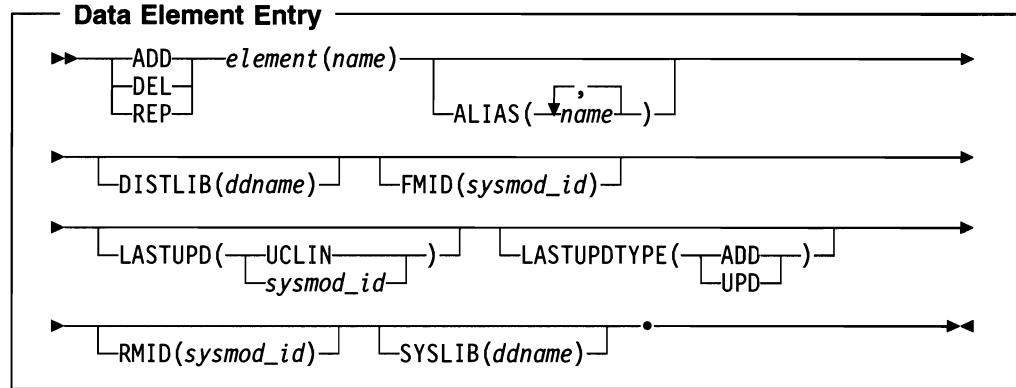 Data Element Entry
ADD element(name)
DEL
REP
,
ALIAS( name )
DISTLIB(ddname) FMID(sysmod_id)
LASTUPD( UCLIN ) LASTUPDTYPE( ADD )
sysmod_id UPD
RMID(sysmod_id) SYSLIB(ddname)